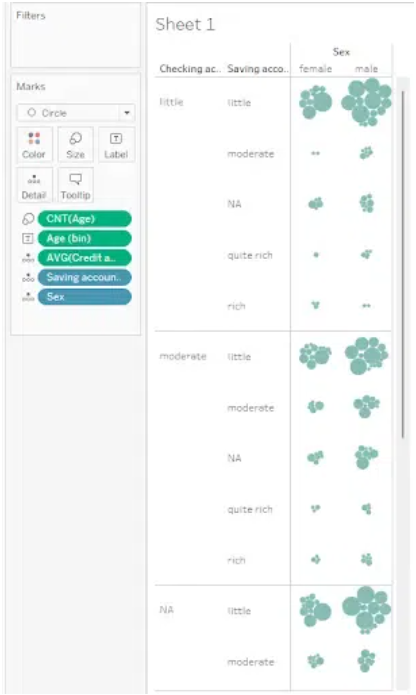 Filters
Marks
Circle
Color Size Label
Detail Tooltip
CNT(Age)
Age (bin)
AVG(Credit a..
Saving accoun..
Sex
Sheet 1
Sex
Checking ac.. Saving acco.. female male
little little
moderate
NA
quite rich
rich
moderate little
moderate
NA
quite rich
rich
NA little
moderate